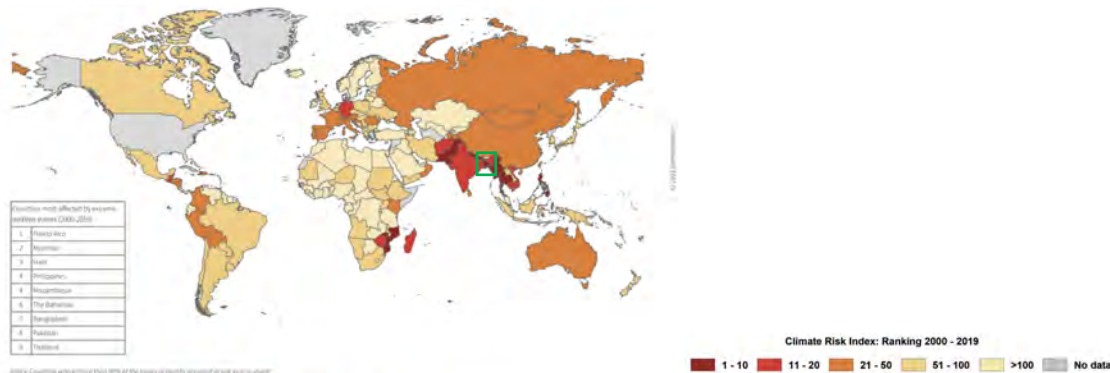 Countries most affected by extreme
weather events (2000-2019)
1 Puerto Rico
2 Myanmar
3 Haiti
4 Philippines
5 Mozambique
6 The Bahamas
7 Bangladesh
8 Pakistan
9 Thailand
Climate Risk Index: Ranking 2000 - 2019
1 - 10 11 - 20 21 - 50 51 - 100 >100 No data